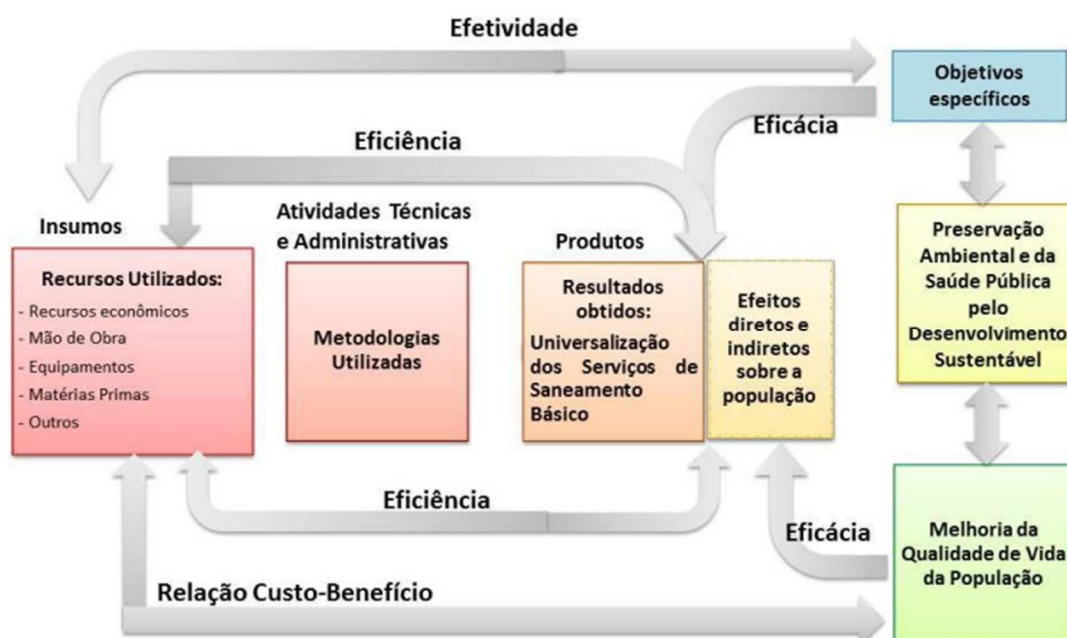 Efetividade
Objetivos
específicos
Eficácia
Eficiência
Insumos
Atividades Técnicas
e Administrativas
Produtos
Recursos Utilizados:
- Recursos econômicos
- Mão de Obra
- Equipamentos
- Matérias Primas
- Outros
Metodologias
Utilizadas
Resultados
obtidos:
Universalização
dos Serviços de
Saneamento
Básico
Efeitos
diretos e
indiretos
sobre a
população
Preservação
Ambiental e da
Saúde Pública
pelo
Desenvolvimento
Sustentável
Eficiência
Eficácia
Melhoria da
Qualidade de Vida
da População
Relação Custo-Benefício